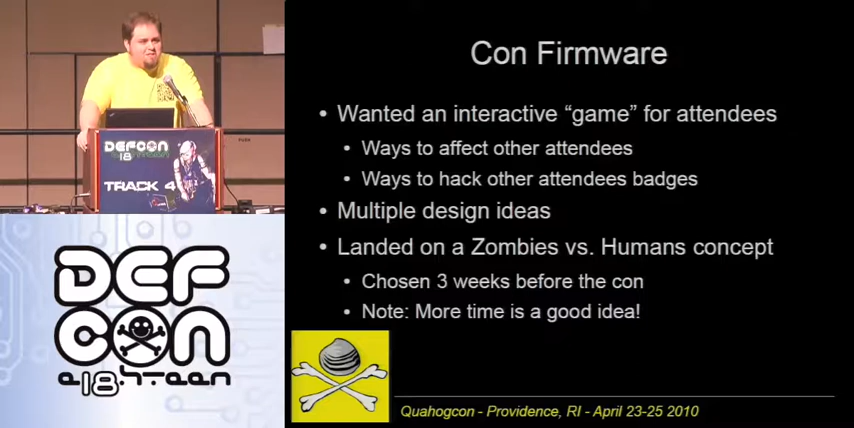 Con Firmware
• Wanted an interactive “game” for attendees
• Ways to affect other attendees
• Ways to hack other attendees badges
• Multiple design ideas
• Landed on a Zombies vs. Humans concept
• Chosen 3 weeks before the con
• Note: More time is a good idea!
Quahogcon - Providence, RI - April 23-25 2010
DEFCON
18
TRACK 4
DEF
CON
e18hteen